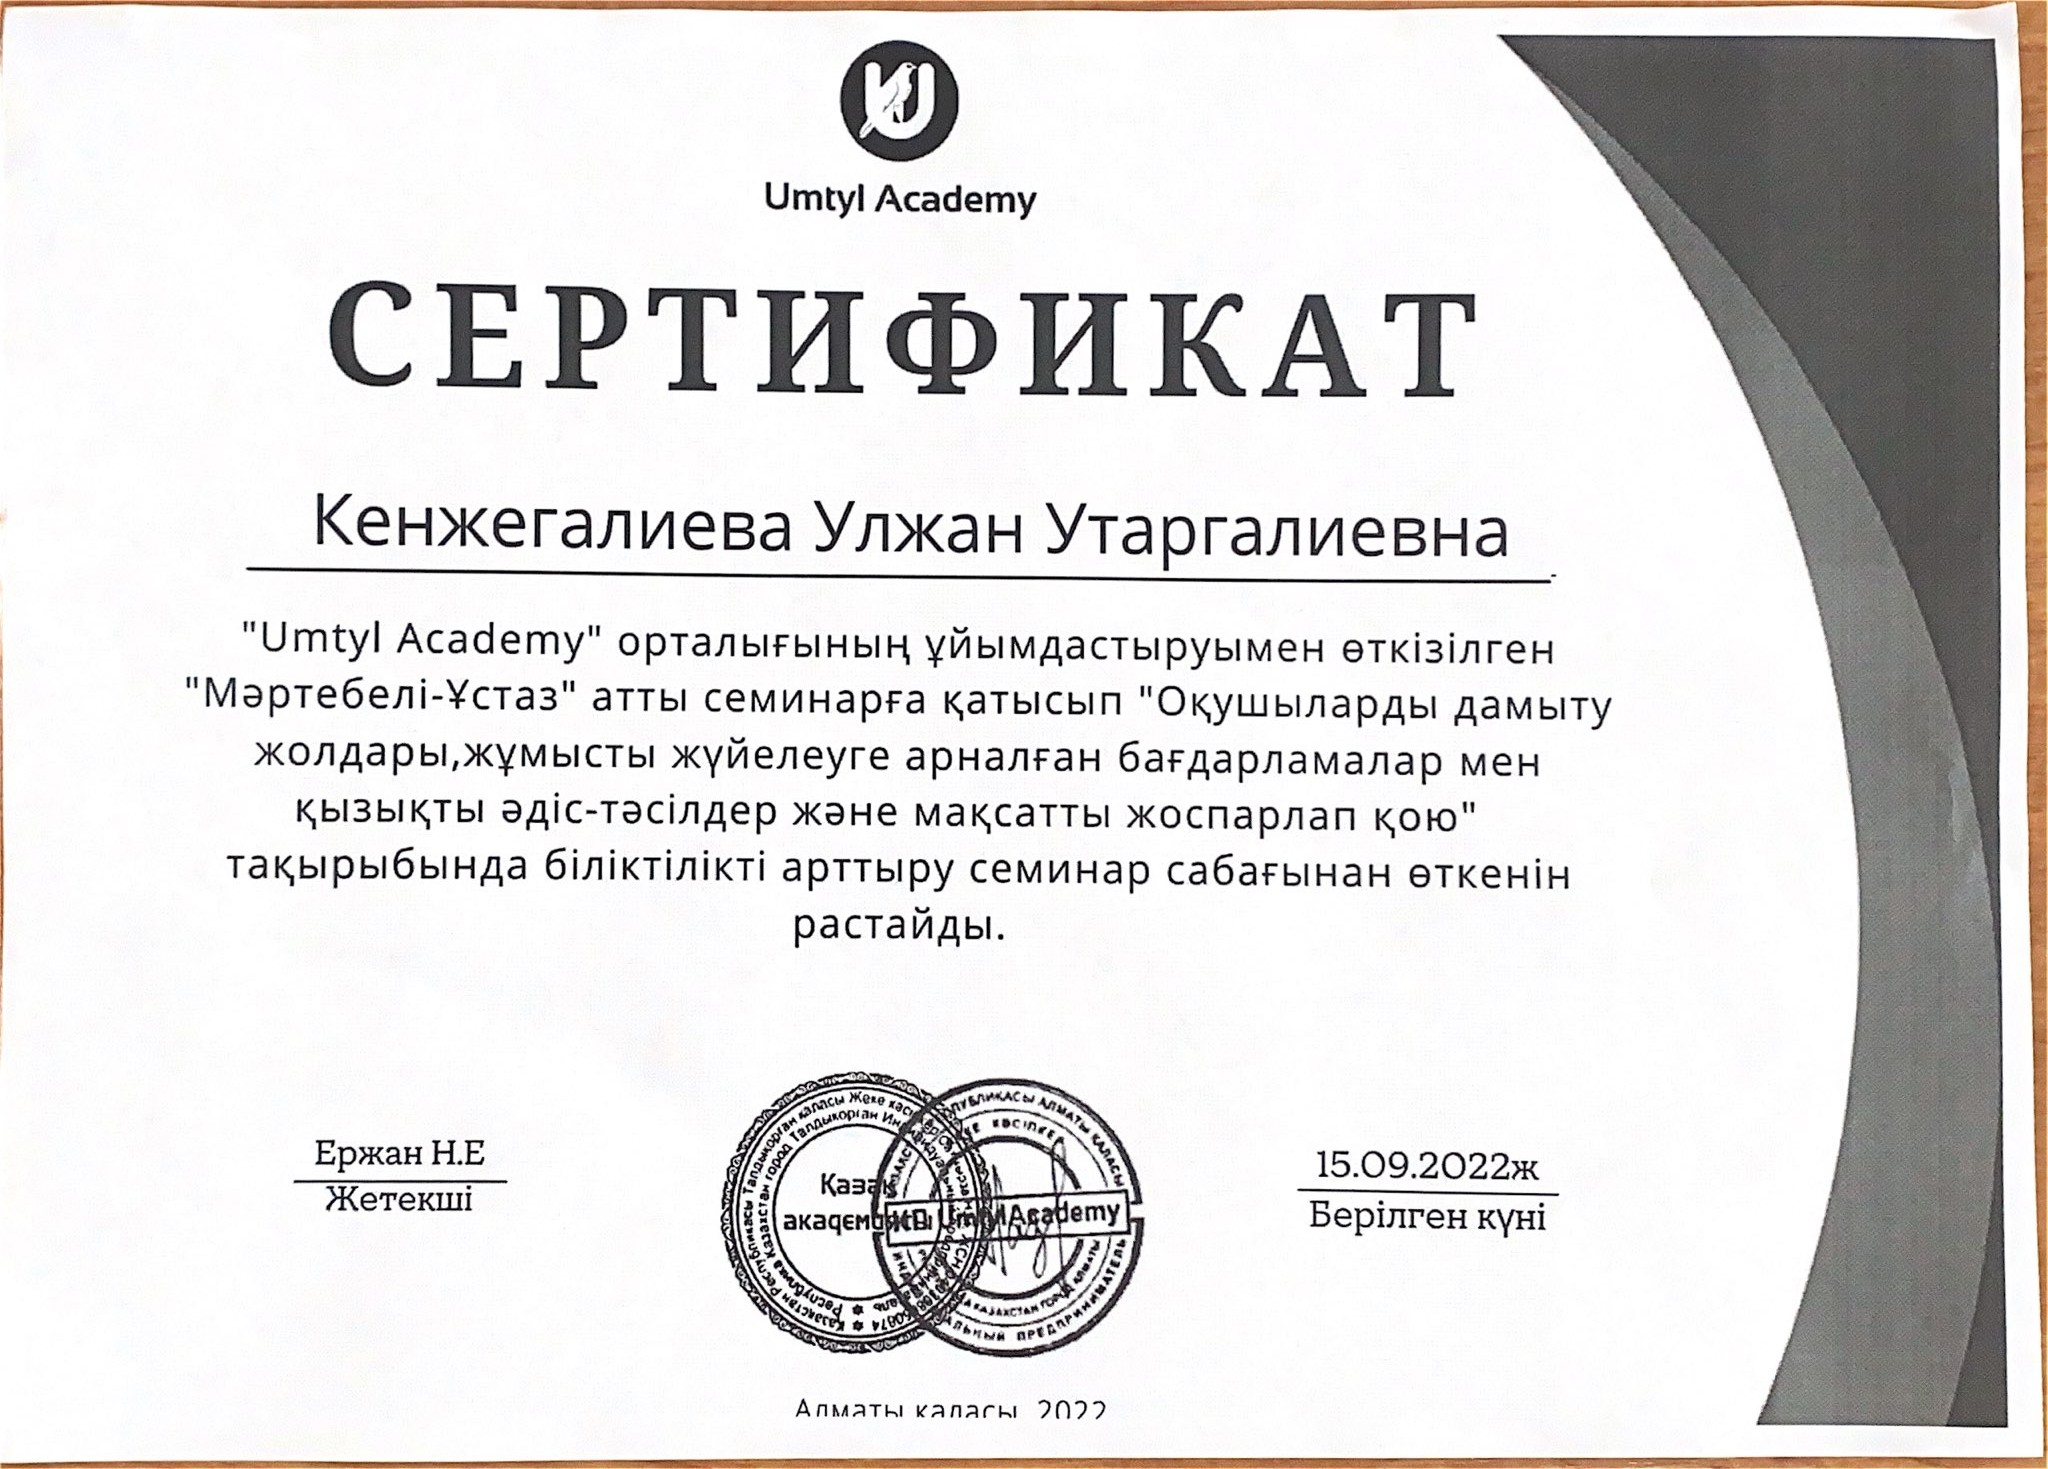 Umtyl Academy
СЕРТИФИКАТ
Кенжегалиева Улжан Утаргалиевна
"Umtyl Academy" орталығының ұйымдастыруымен өткізілген
"Мәртебелі-Ұстаз" атты семинарға қатысып "Оқушыларды дамыту
жолдары,жұмысты жүйелеуге арналған бағдарламалар мен
қызықты әдіс-тәсілдер және мақсатты жоспарлап қою"
тақырыбында біліктілікті арттыру семинар сабағынан өткенін
растайды.
Ержан Н.Е
Жетекші
Қазақ
UmtylAcademy
15.09.2022ж
Берілген күні
Алматы қаласы 2022